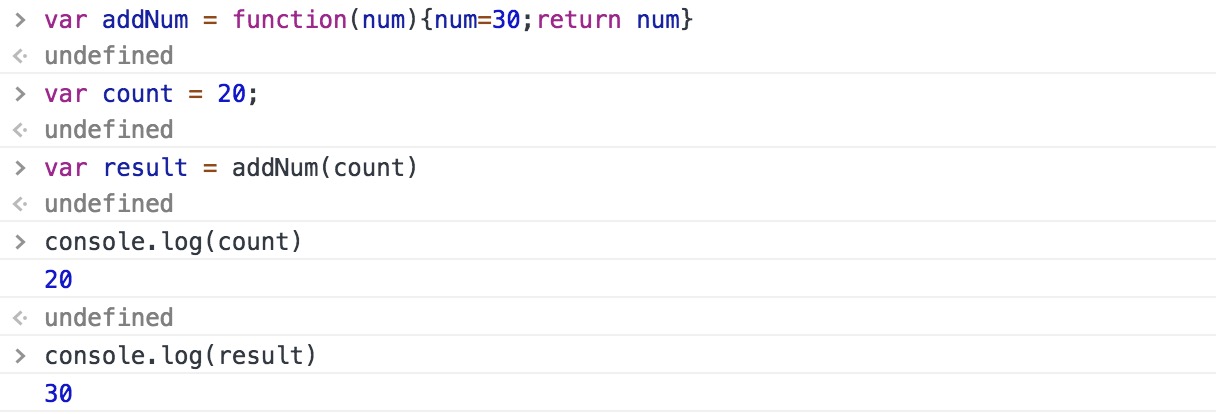 > var addNum = function(num){num=30;return num}
undefined
> var count = 20;
undefined
> var result = addNum(count)
undefined
> console.log(count)
20
undefined
> console.log(result)
30